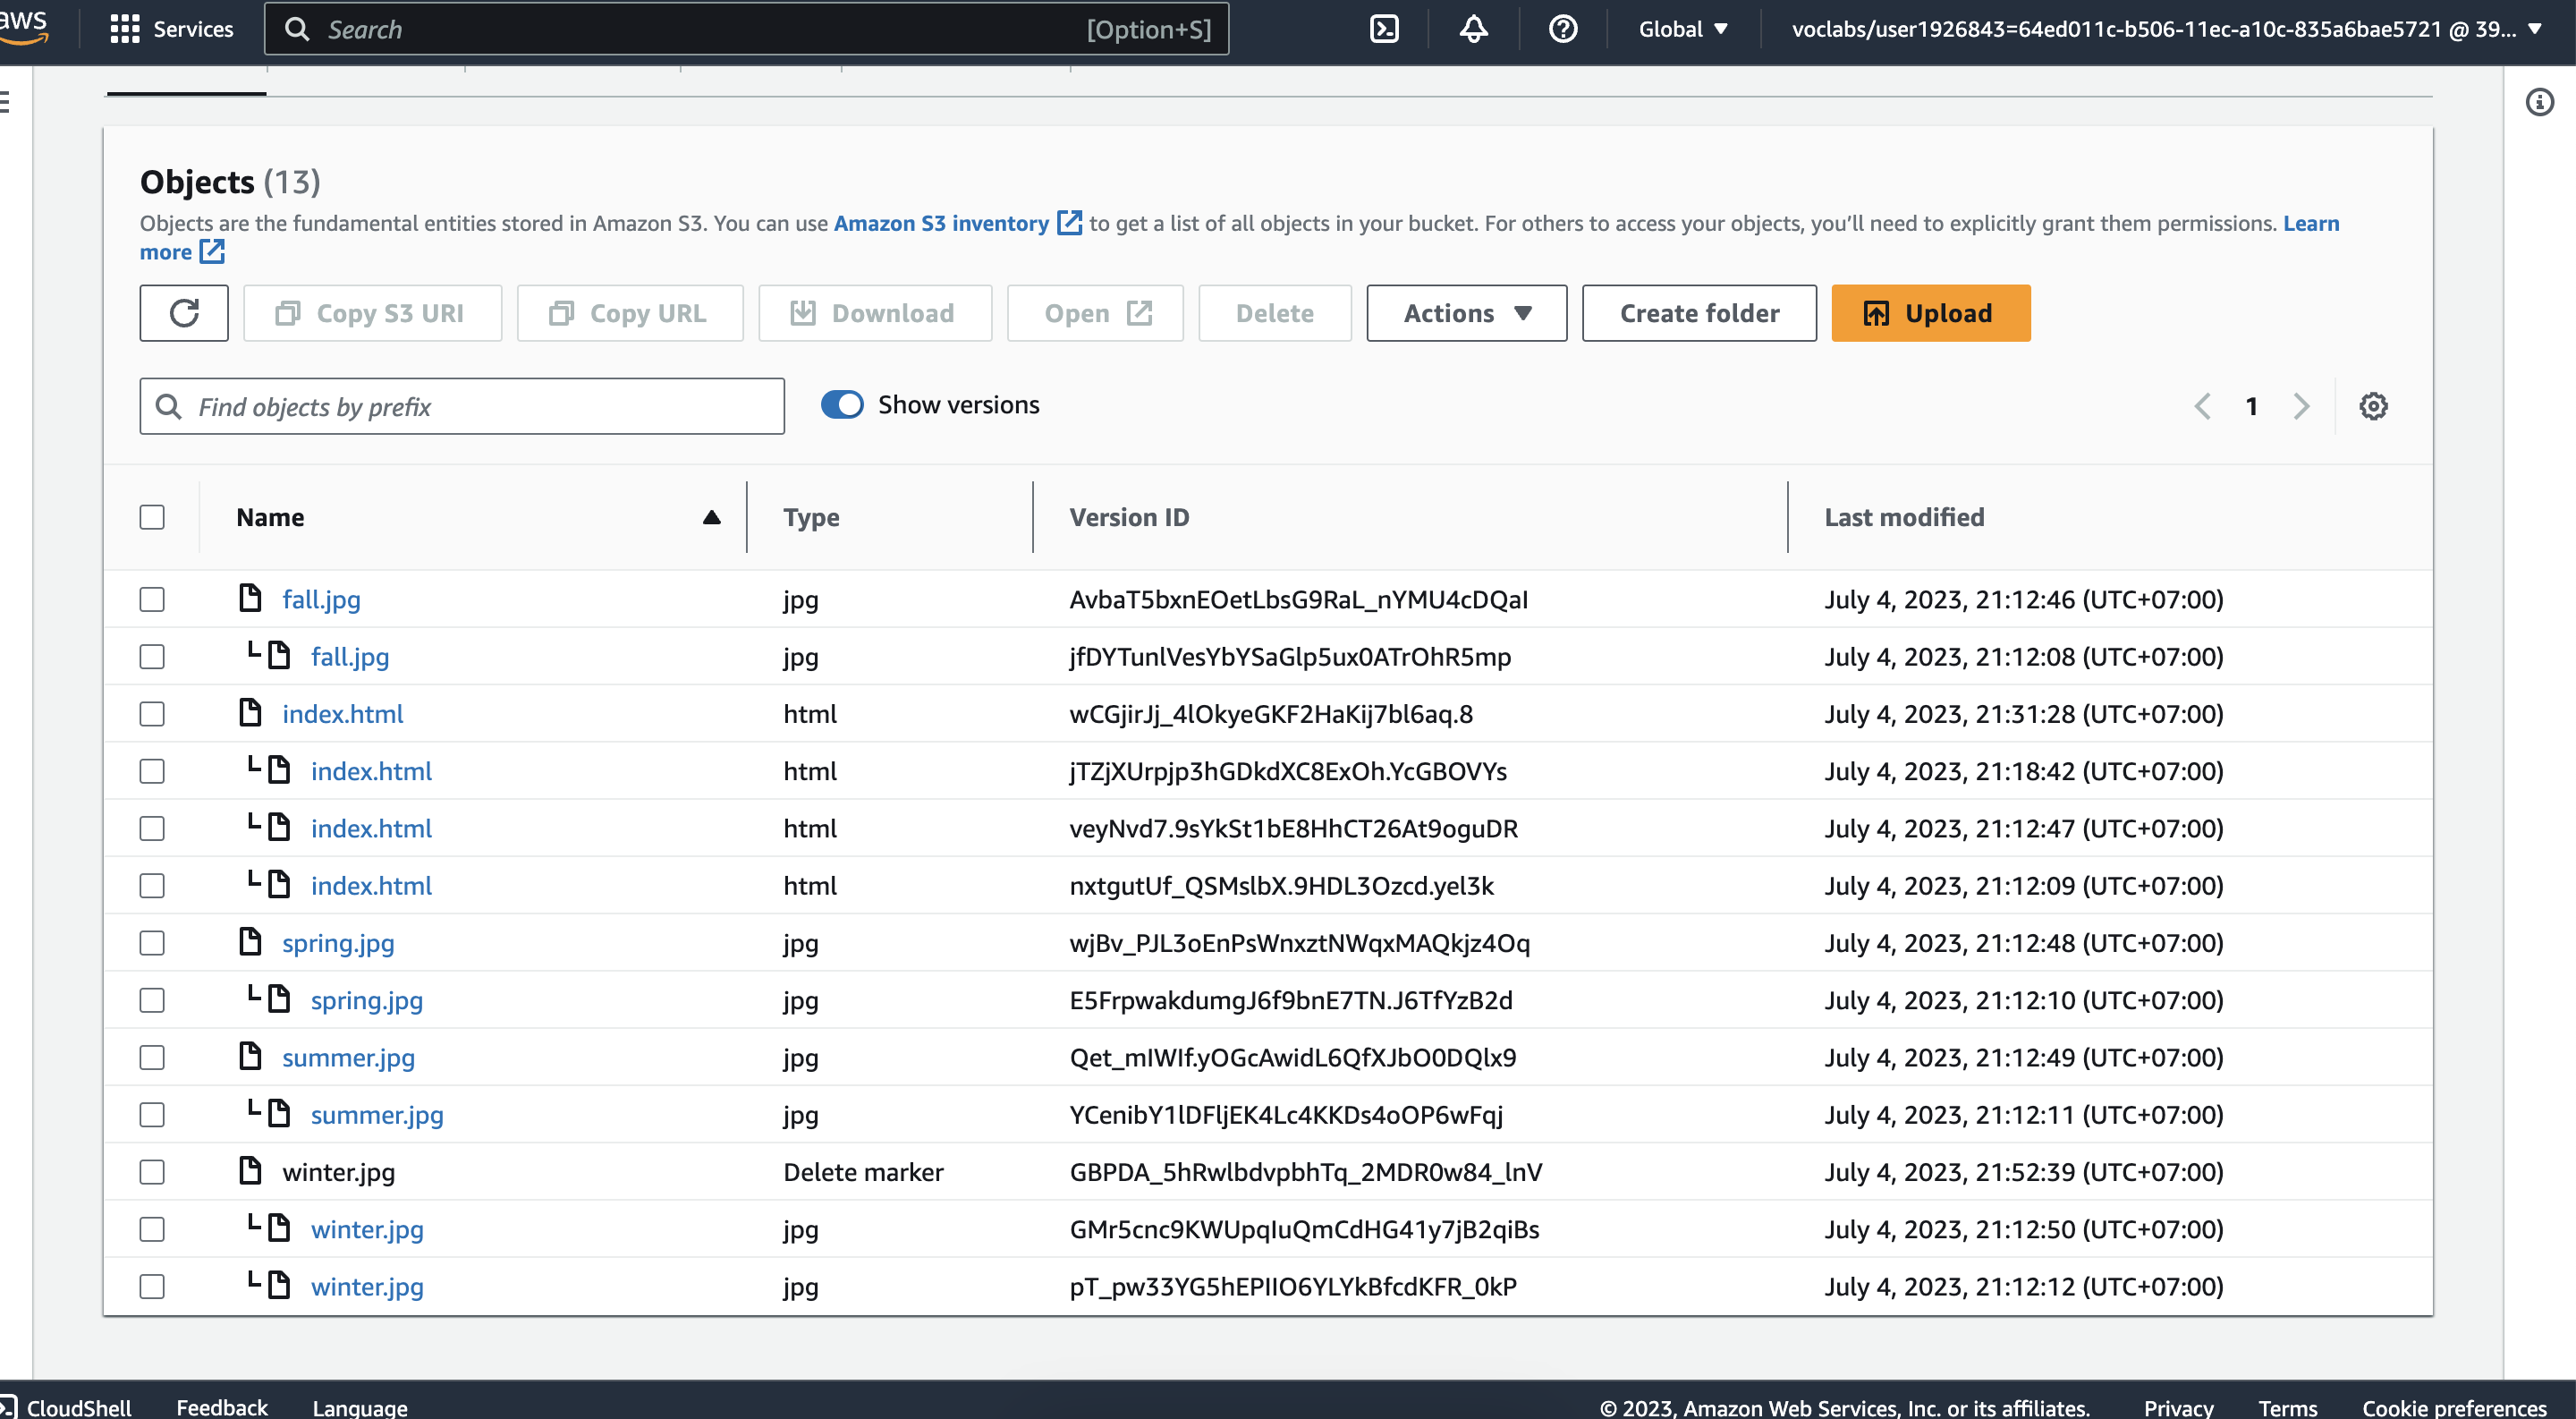 aws Services Search [Option+S] Global voclabs/user1926843=64ed011c-b506-11ec-a10c-835a6bae5721 @ 39...
Objects (13)
Objects are the fundamental entities stored in Amazon S3. You can use Amazon S3 inventory to get a list of all objects in your bucket. For others to access your objects, you’ll need to explicitly grant them permissions. Learn
more
Copy S3 URI Copy URL Download Open Delete Actions Create folder Upload
Find objects by prefix Show versions 1
Name Type Version ID Last modified
fall.jpg jpg AvbaT5bxnEOetLbsG9RaL_nYMU4cDQaI July 4, 2023, 21:12:46 (UTC+07:00)
fall.jpg jpg jfDYTunlVesYbYSaGlp5ux0ATrOhR5mp July 4, 2023, 21:12:08 (UTC+07:00)
index.html html wCGjirJj_4lOkyeGKF2HaKij7bl6aq.8 July 4, 2023, 21:31:28 (UTC+07:00)
index.html html jTZjXUrpjp3hGDkdXC8ExOh.YcGBOVYs July 4, 2023, 21:18:42 (UTC+07:00)
index.html html veyNvd7.9sYkSt1bE8HhCT26At9oguDR July 4, 2023, 21:12:47 (UTC+07:00)
index.html html nxtgutUf_QSMslbX.9HDL3Ozcd.yel3k July 4, 2023, 21:12:09 (UTC+07:00)
spring.jpg jpg wjBv_PJL3oEnPsWnxztNWqxMAQkjz4Oq July 4, 2023, 21:12:48 (UTC+07:00)
spring.jpg jpg E5FrpwakdumgJ6f9bnE7TN.J6TfYzB2d July 4, 2023, 21:12:10 (UTC+07:00)
summer.jpg jpg Qet_mIWIf.yOGcAwidL6QfXJbO0DQlx9 July 4, 2023, 21:12:49 (UTC+07:00)
summer.jpg jpg YCenibY1lDFljEK4Lc4KKDs4oOP6wFqj July 4, 2023, 21:12:11 (UTC+07:00)
winter.jpg Delete marker GBPDA_5hRwlbdvpbhTq_2MDR0w84_lnV July 4, 2023, 21:52:39 (UTC+07:00)
winter.jpg jpg GMr5cnc9KWUpqIuQmCdHG41y7jB2qiBs July 4, 2023, 21:12:50 (UTC+07:00)
winter.jpg jpg pT_pw33YG5hEPIIO6YLYkBfcdKFR_0kP July 4, 2023, 21:12:12 (UTC+07:00)
CloudShell Feedback Language © 2023, Amazon Web Services, Inc. or its affiliates. Privacy Terms Cookie preferences